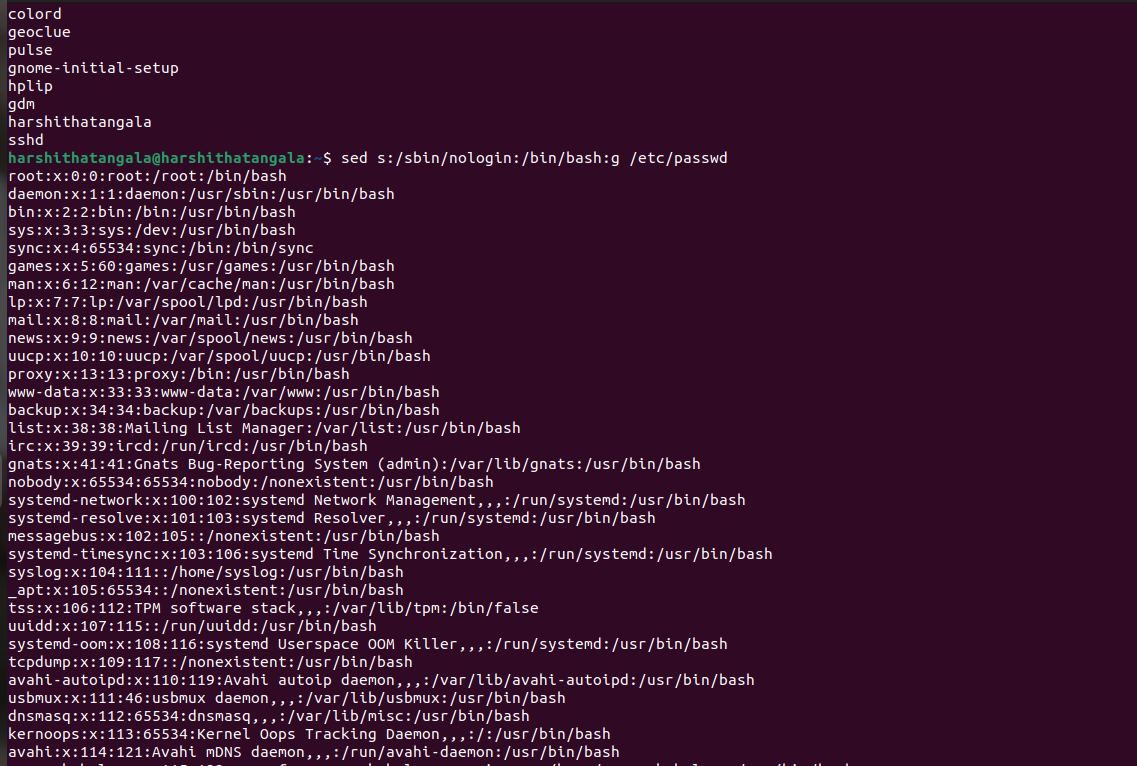 colord
geoclue
pulse
gnome-initial-setup
hplip
gdm
harshithatangala
sshd
harshithatangala@harshithatangala:~$ sed s:/sbin/nologin:/bin/bash:g /etc/passwd
root:x:0:0:root:/root:/bin/bash
daemon:x:1:1:daemon:/usr/sbin:/usr/bin/bash
bin:x:2:2:bin:/bin:/usr/bin/bash
sys:x:3:3:sys:/dev:/usr/bin/bash
sync:x:4:65534:sync:/bin:/bin/sync
games:x:5:60:games:/usr/games:/usr/bin/bash
man:x:6:12:man:/var/cache/man:/usr/bin/bash
lp:x:7:7:lp:/var/spool/lpd:/usr/bin/bash
mail:x:8:8:mail:/var/mail:/usr/bin/bash
news:x:9:9:news:/var/spool/news:/usr/bin/bash
uucp:x:10:10:uucp:/var/spool/uucp:/usr/bin/bash
proxy:x:13:13:proxy:/bin:/usr/bin/bash
www-data:x:33:33:www-data:/var/www:/usr/bin/bash
backup:x:34:34:backup:/var/backups:/usr/bin/bash
list:x:38:38:Mailing List Manager:/var/list:/usr/bin/bash
irc:x:39:39:ircd:/run/ircd:/usr/bin/bash
gnats:x:41:41:Gnats Bug-Reporting System (admin):/var/lib/gnats:/usr/bin/bash
nobody:x:65534:65534:nobody:/nonexistent:/usr/bin/bash
systemd-network:x:100:102:systemd Network Management,,,:/run/systemd:/usr/bin/bash
systemd-resolve:x:101:103:systemd Resolver,,,:/run/systemd:/usr/bin/bash
messagebus:x:102:105::/nonexistent:/usr/bin/bash
systemd-timesync:x:103:106:systemd Time Synchronization,,,:/run/systemd:/usr/bin/bash
syslog:x:104:111::/home/syslog:/usr/bin/bash
_apt:x:105:65534::/nonexistent:/usr/bin/bash
tss:x:106:112:TPM software stack,,,:/var/lib/tpm:/bin/false
uuidd:x:107:115::/run/uuidd:/usr/bin/bash
systemd-oom:x:108:116:systemd Userspace OOM Killer,,,:/run/systemd:/usr/bin/bash
tcpdump:x:109:117::/nonexistent:/usr/bin/bash
avahi-autoipd:x:110:119:Avahi autoip daemon,,,:/var/lib/avahi-autoipd:/usr/bin/bash
usbmux:x:111:46:usbmux daemon,,,:/var/lib/usbmux:/usr/bin/bash
dnsmasq:x:112:65534:dnsmasq,,,:/var/lib/misc:/usr/bin/bash
kernoops:x:113:65534:Kernel Oops Tracking Daemon,,,:/:/usr/bin/bash
avahi:x:114:121:Avahi mDNS daemon,,,:/run/avahi-daemon:/usr/bin/bash